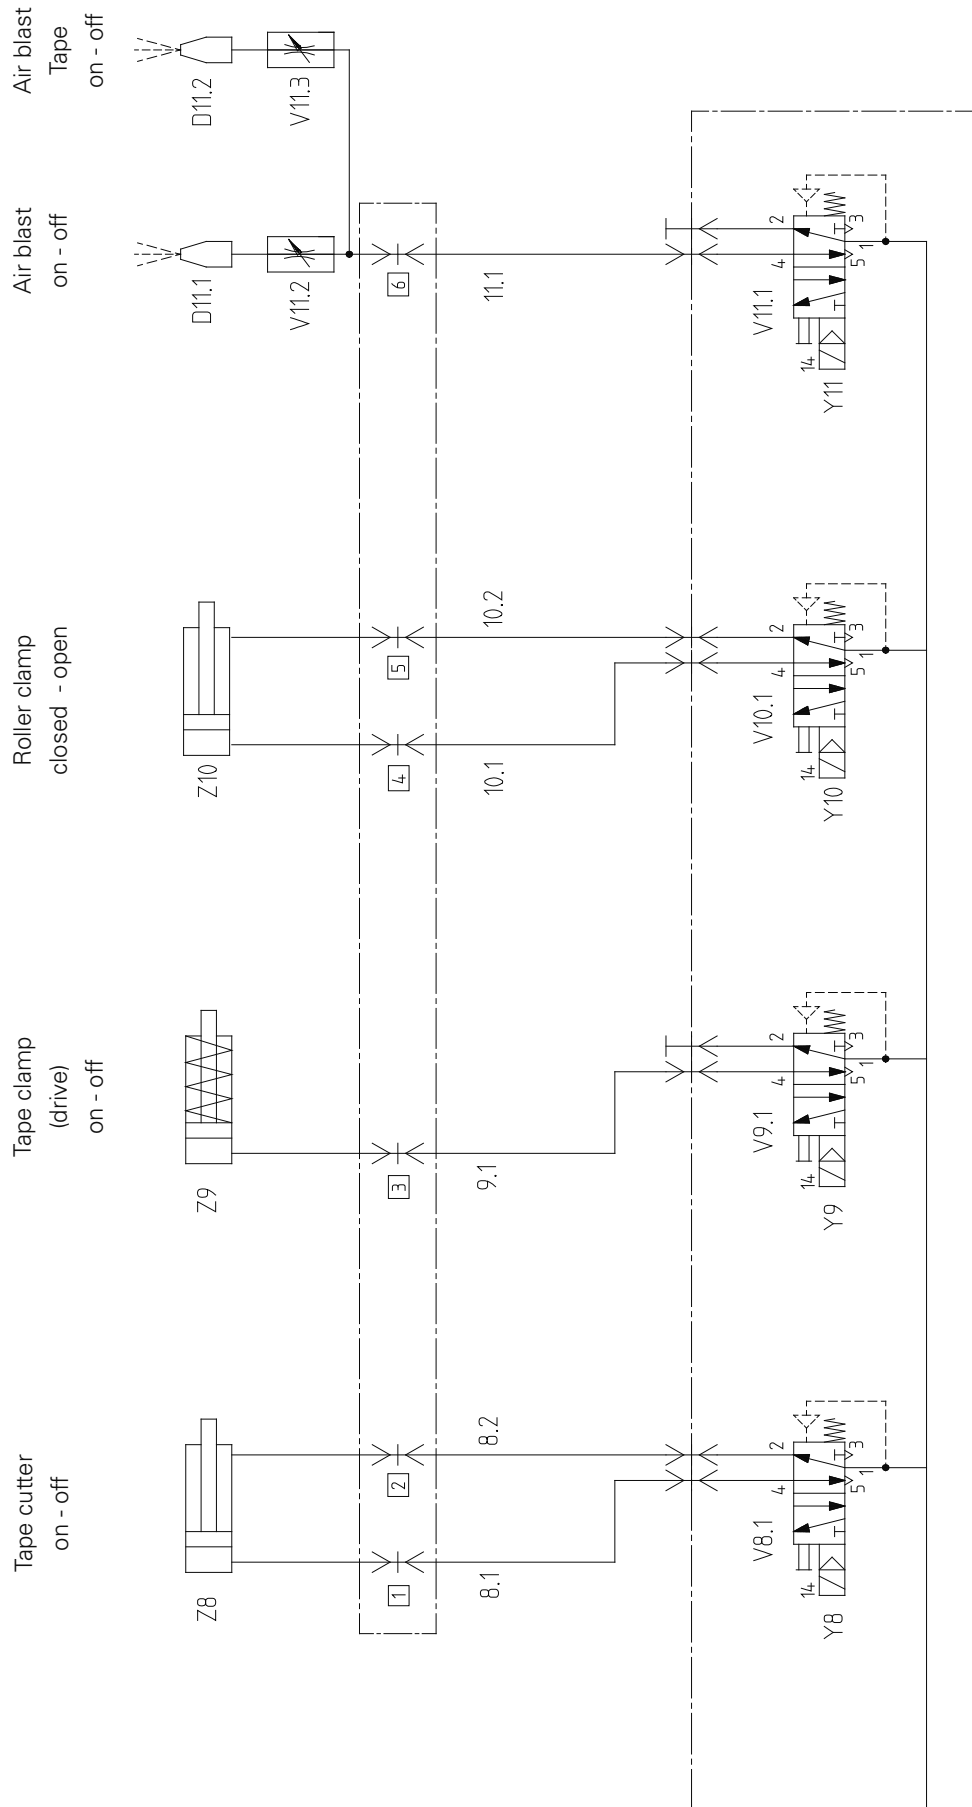 Tape cutter
on - off
Tape clamp
(drive)
on - off
Roller clamp
closed - open
Air blast
on - off
Air blast
Tape
on - off
Z8
Z9
Z10
D11.1
D11.2
V11.2
V11.3
1
2
3
4
5
6
8.1
8.2
9.1
10.1
10.2
11.1
V8.1
4
2
14
5
1
3
Y8
V9.1
4
2
14
5
1
3
Y9
V10.1
4
2
14
5
1
3
Y10
V11.1
4
2
14
5
1
3
Y11